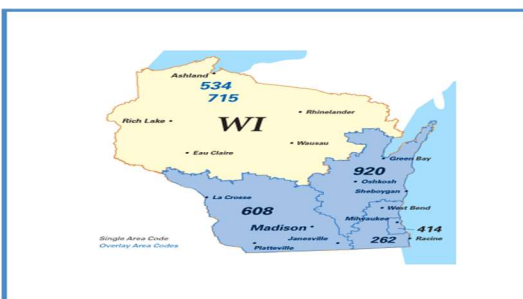 Ashland
534
715
Rhinelander
Rich Lake
WI
Wausau
Eau Claire
Green Bay
920
Oshkosh
Sheboygan
La Crosse
608
West Bend
Milwaukee
Madison
414
Janesville
262
Racine
Platteville
Single Area Code
Overlay Area Codes